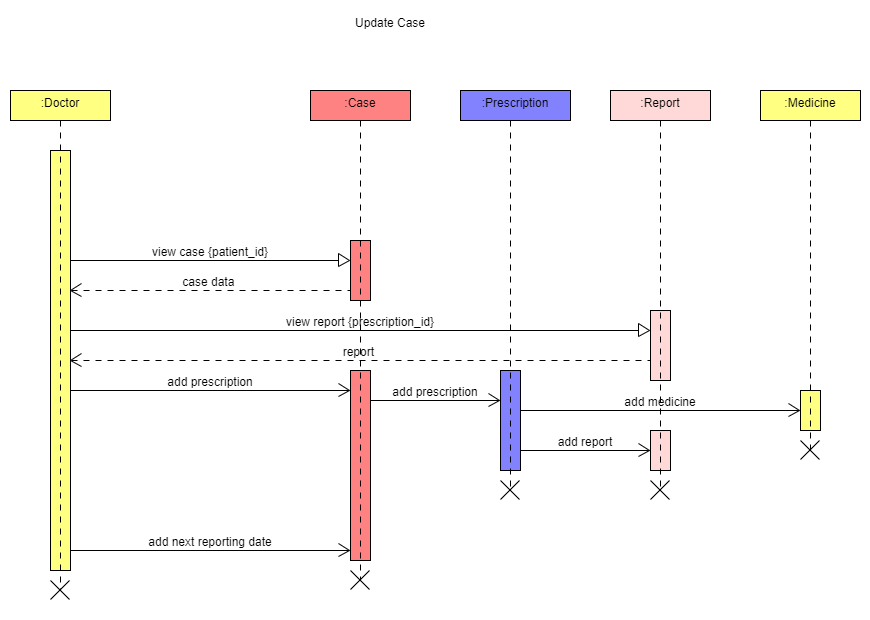 Update Case
:Doctor
:Case
:Prescription
:Report
:Medicine
view case {patient_id}
case data
view report {prescription_id}
report
add prescription
add prescription
add medicine
add report
add next reporting date